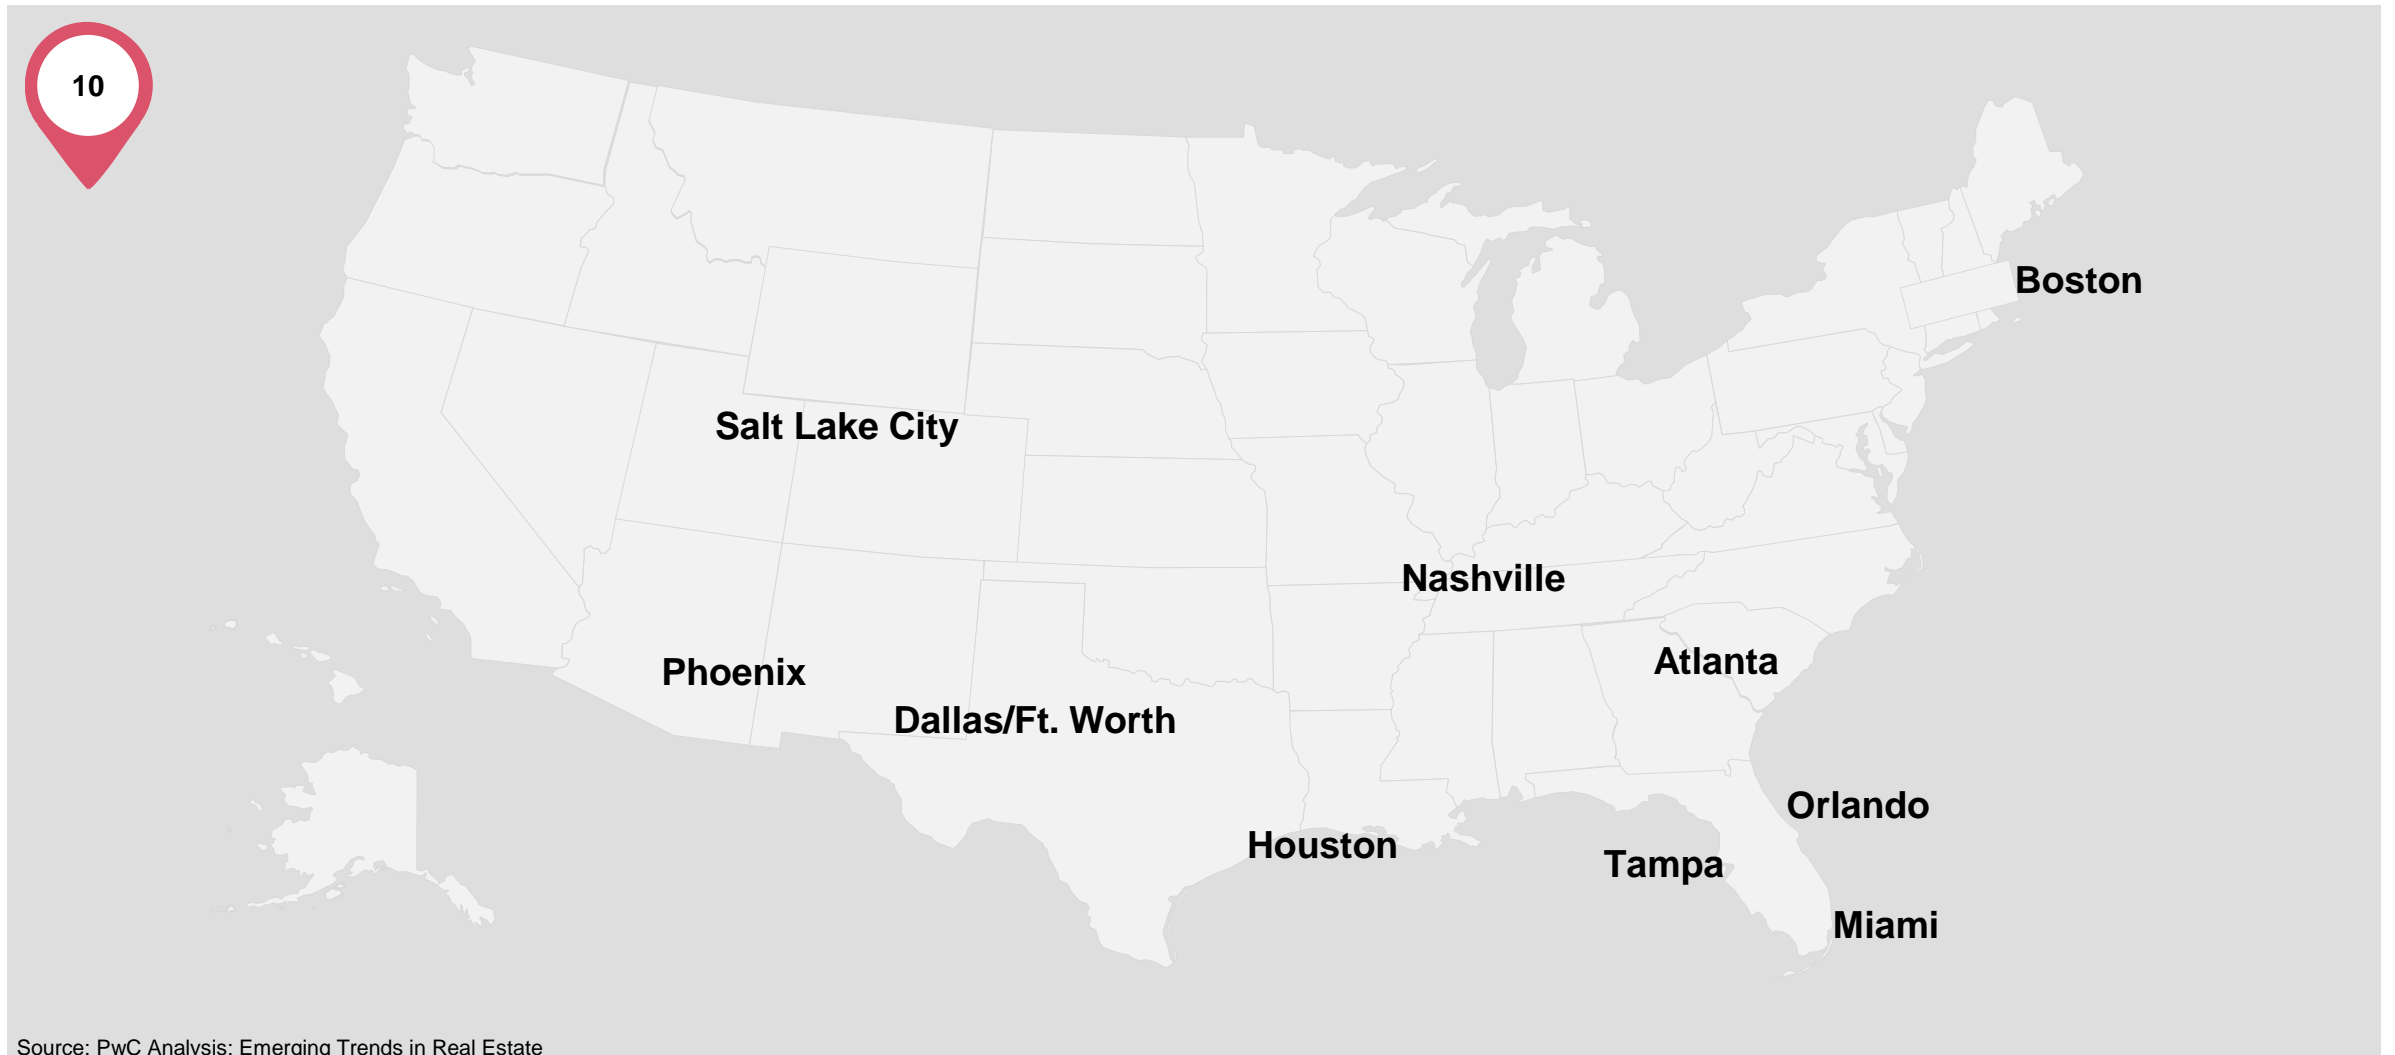 10
Boston
Salt Lake City
Nashville
Atlanta
Phoenix
Dallas/Ft. Worth
Orlando
Houston
Tampa
Miami
Source: PwC Analysis; Emerging Trends in Real Estate